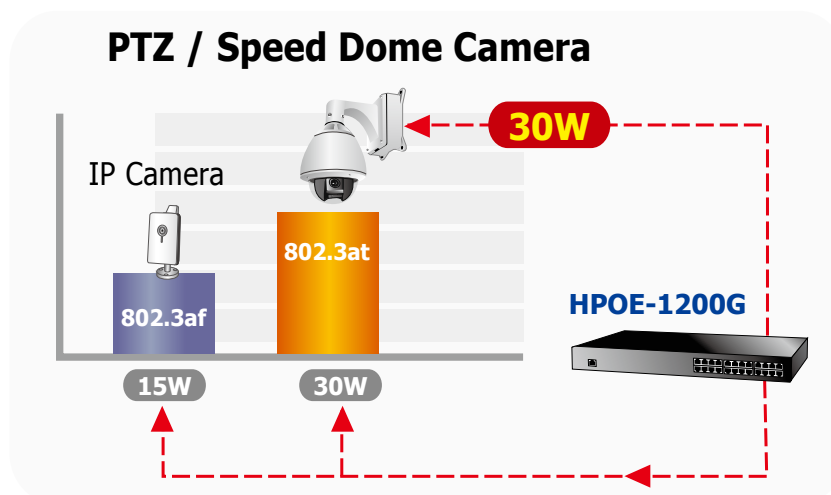 PTZ / Speed Dome Camera
30W
IP Camera
802.3at
802.3af
HPOE-1200G
15W
30W